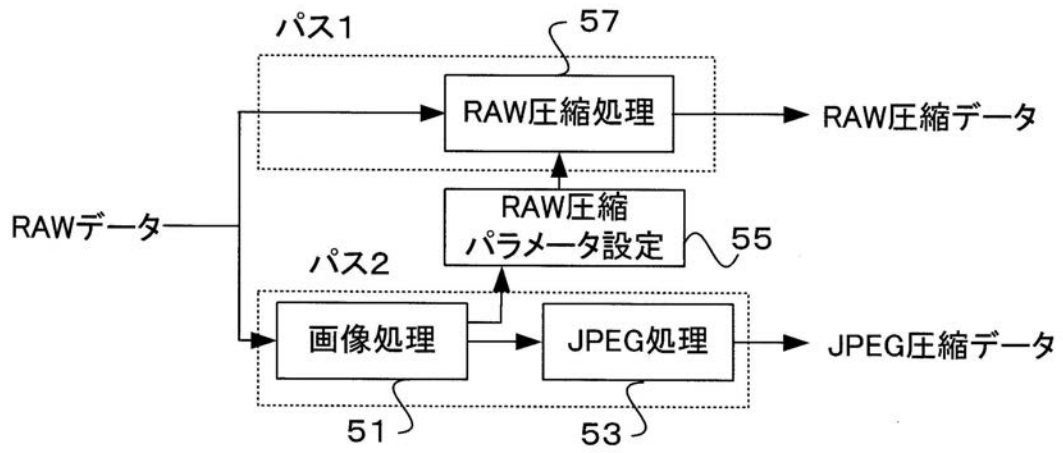 パス1
57
RAW圧縮処理
RAW圧縮データ
RAWデータ
RAW圧縮
パラメータ設定
55
パス2
画像処理
JPEG処理
JPEG圧縮データ
51
53